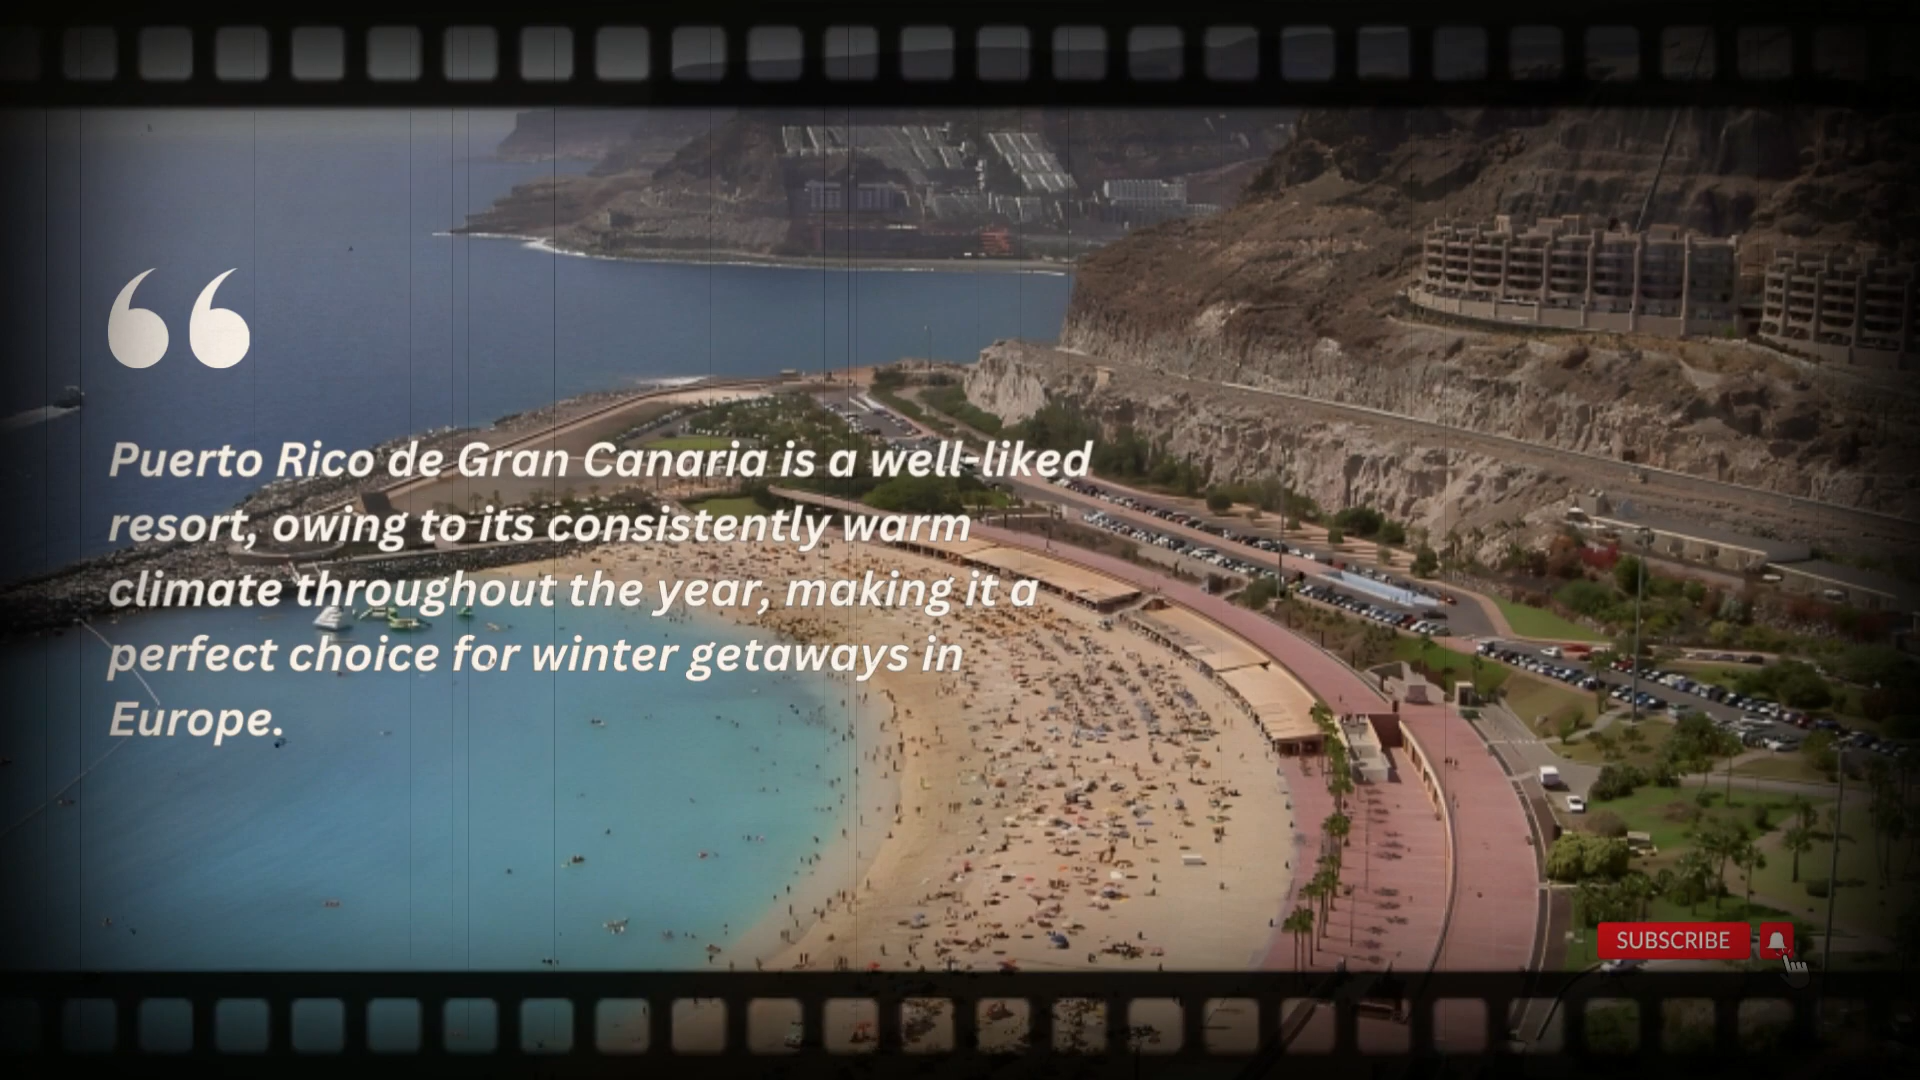 “
Puerto Rico de Gran Canaria is a well-liked
resort, owing to its consistently warm
climate throughout the year, making it a
perfect choice for winter getaways in
Europe.
SUBSCRIBE